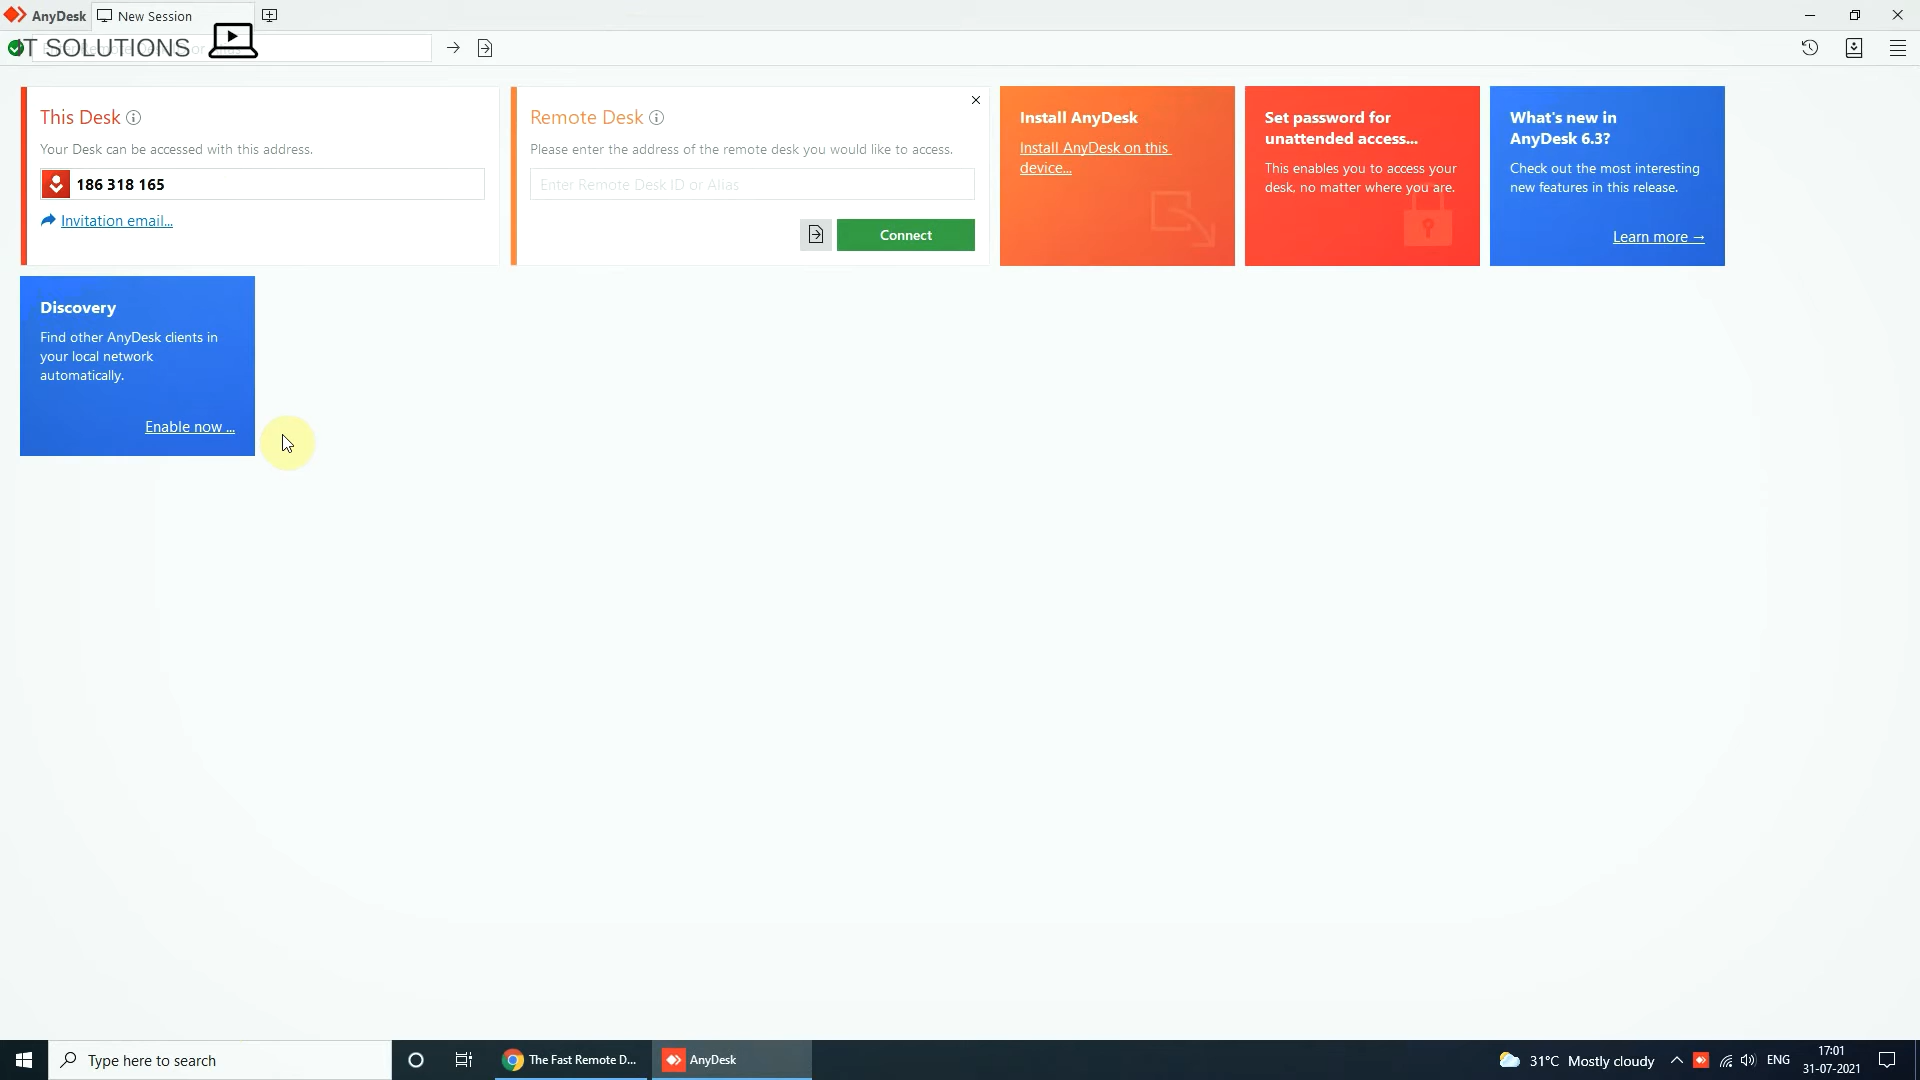 AnyDesk
New Session
IT SOLUTIONS
This Desk
Your Desk can be accessed with this address.
186 318 165
Invitation email...
Remote Desk
Please enter the address of the remote desk you would like to access.
Enter Remote Desk ID or Alias
Connect
Install AnyDesk
Install AnyDesk on this
device...
Set password for
unattended access...
This enables you to access your
desk, no matter where you are.
What's new in
AnyDesk 6.3?
Check out the most interesting
new features in this release.
Learn more →
Discovery
Find other AnyDesk clients in
your local network
automatically.
Enable now ...
Type here to search
The Fast Remote D...
AnyDesk
31°C Mostly cloudy
ENG
17:01
31-07-2021